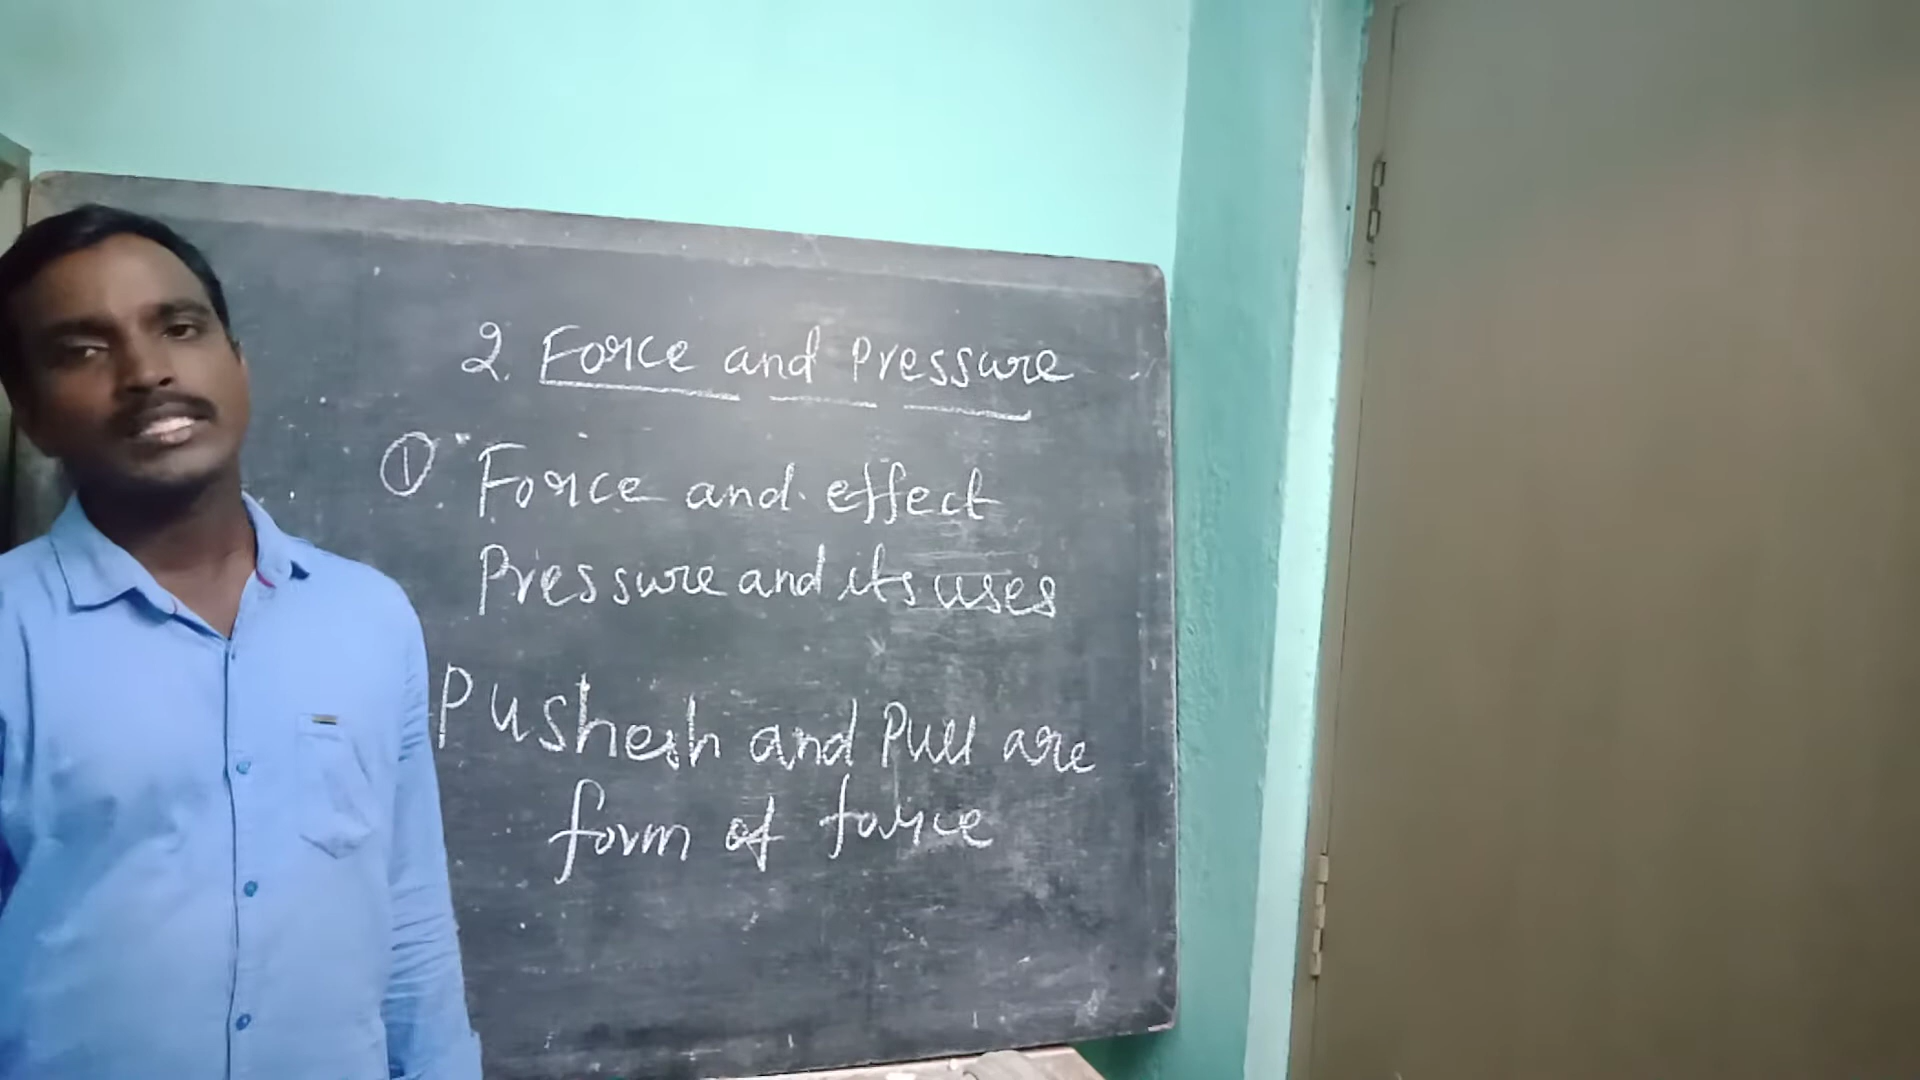 2. Force and Pressure
① Force and effect
Pressure and its uses
Pushesh and Pull are
form of force